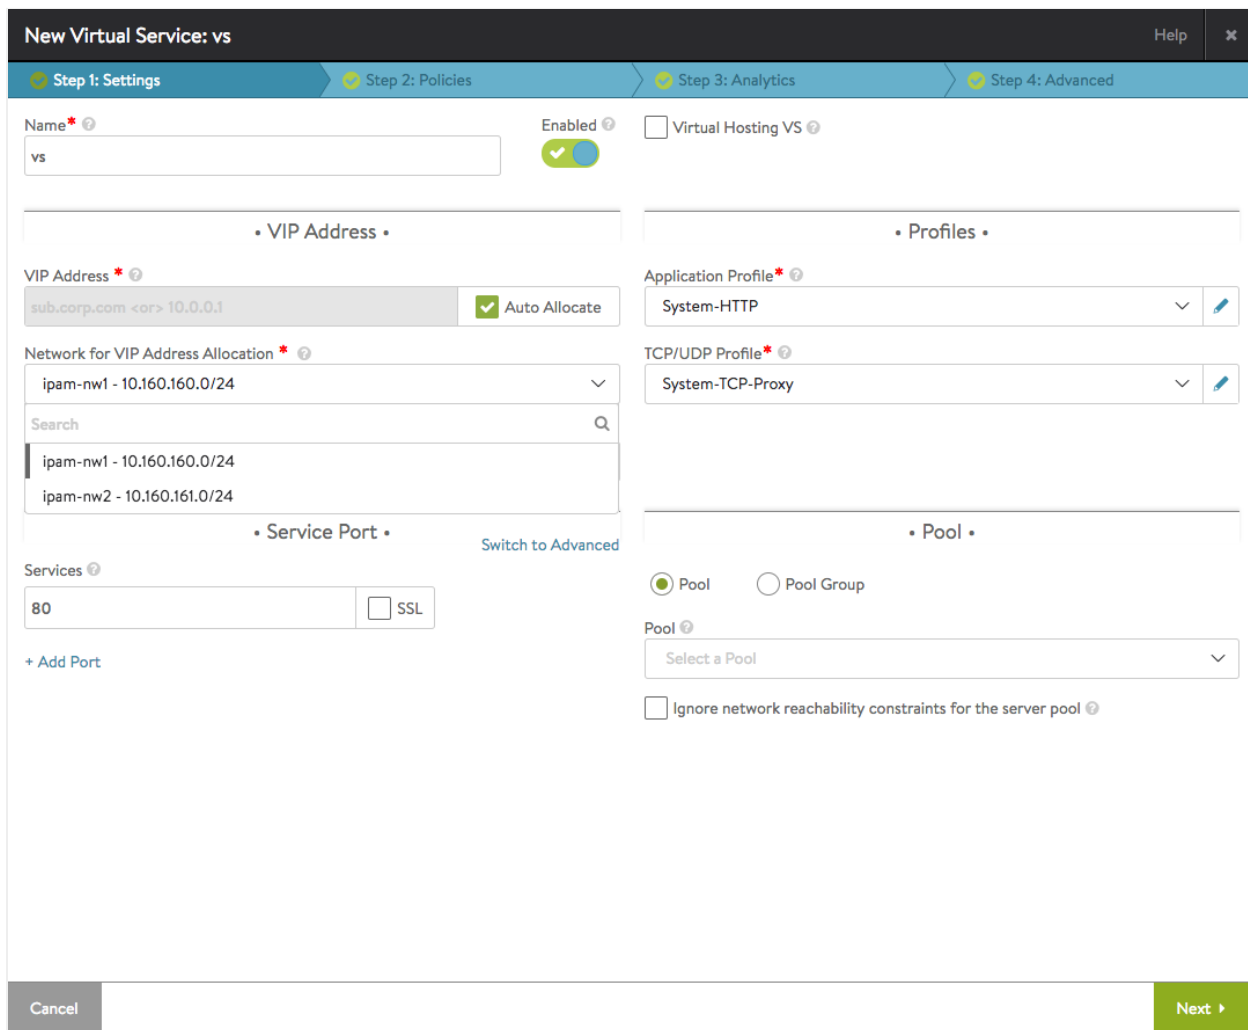 New Virtual Service: vs
Help ×
Step 1: Settings
Step 2: Policies
Step 3: Analytics
Step 4: Advanced
Name* ?
Enabled ?
vs
Virtual Hosting VS ?
• VIP Address •
VIP Address * ?
sub.corp.com <or> 10.0.0.1
Auto Allocate
Network for VIP Address Allocation * ?
ipam-nw1 - 10.160.160.0/24
Search
ipam-nw1 - 10.160.160.0/24
ipam-nw2 - 10.160.161.0/24
• Profiles •
Application Profile* ?
System-HTTP
TCP/UDP Profile* ?
System-TCP-Proxy
• Service Port •
Switch to Advanced
Services ?
80
SSL
+ Add Port
• Pool •
Pool
Pool Group
Pool ?
Select a Pool
Ignore network reachability constraints for the server pool ?
Cancel
Next